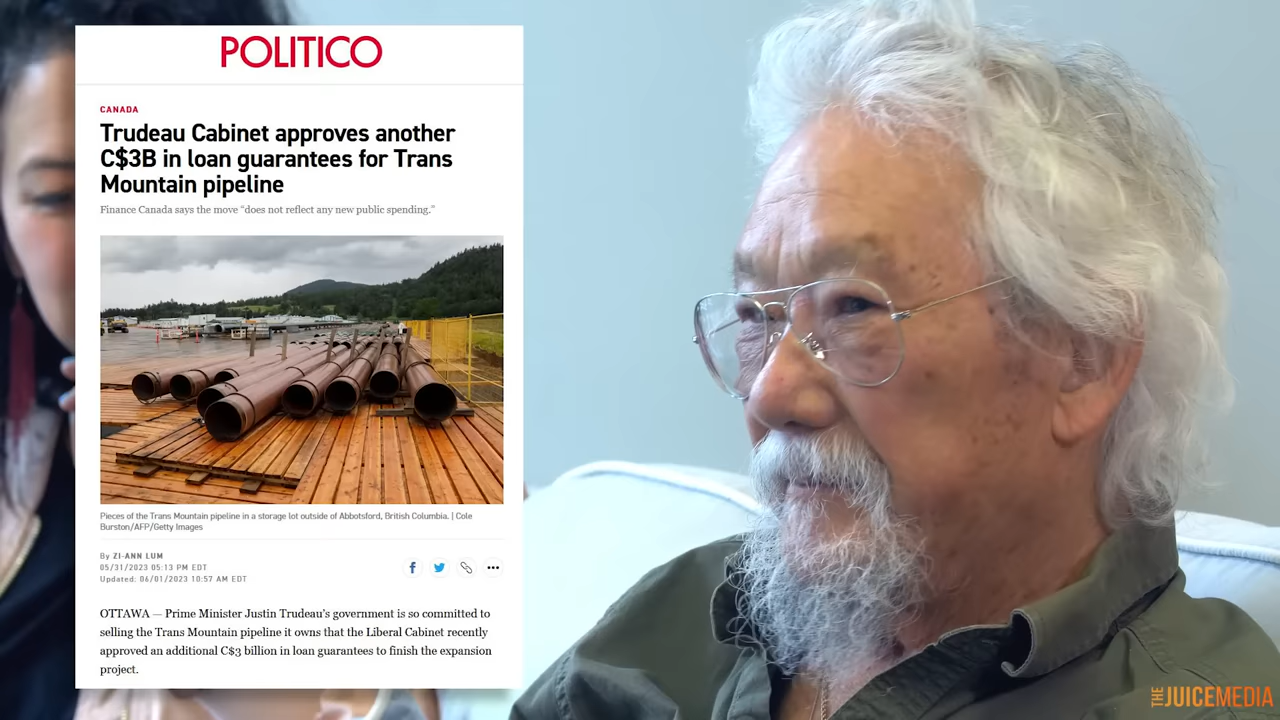 POLITICO
CANADA
Trudeau Cabinet approves another
C$3B in loan guarantees for Trans
Mountain pipeline
Finance Canada says the move “does not reflect any new public spending.”
Pieces of the Trans Mountain pipeline in a storage lot outside of Abbotsford, British Columbia. | Cole
Burston/AFP/Getty Images
By ZI-ANN LUM
05/31/2023 05:13 PM EDT
Updated: 06/01/2023 10:57 AM EDT
OTTAWA — Prime Minister Justin Trudeau’s government is so committed to
selling the Trans Mountain pipeline it owns that the Liberal Cabinet recently
approved an additional C$3 billion in loan guarantees to finish the expansion
project.
THE JUICEMEDIA